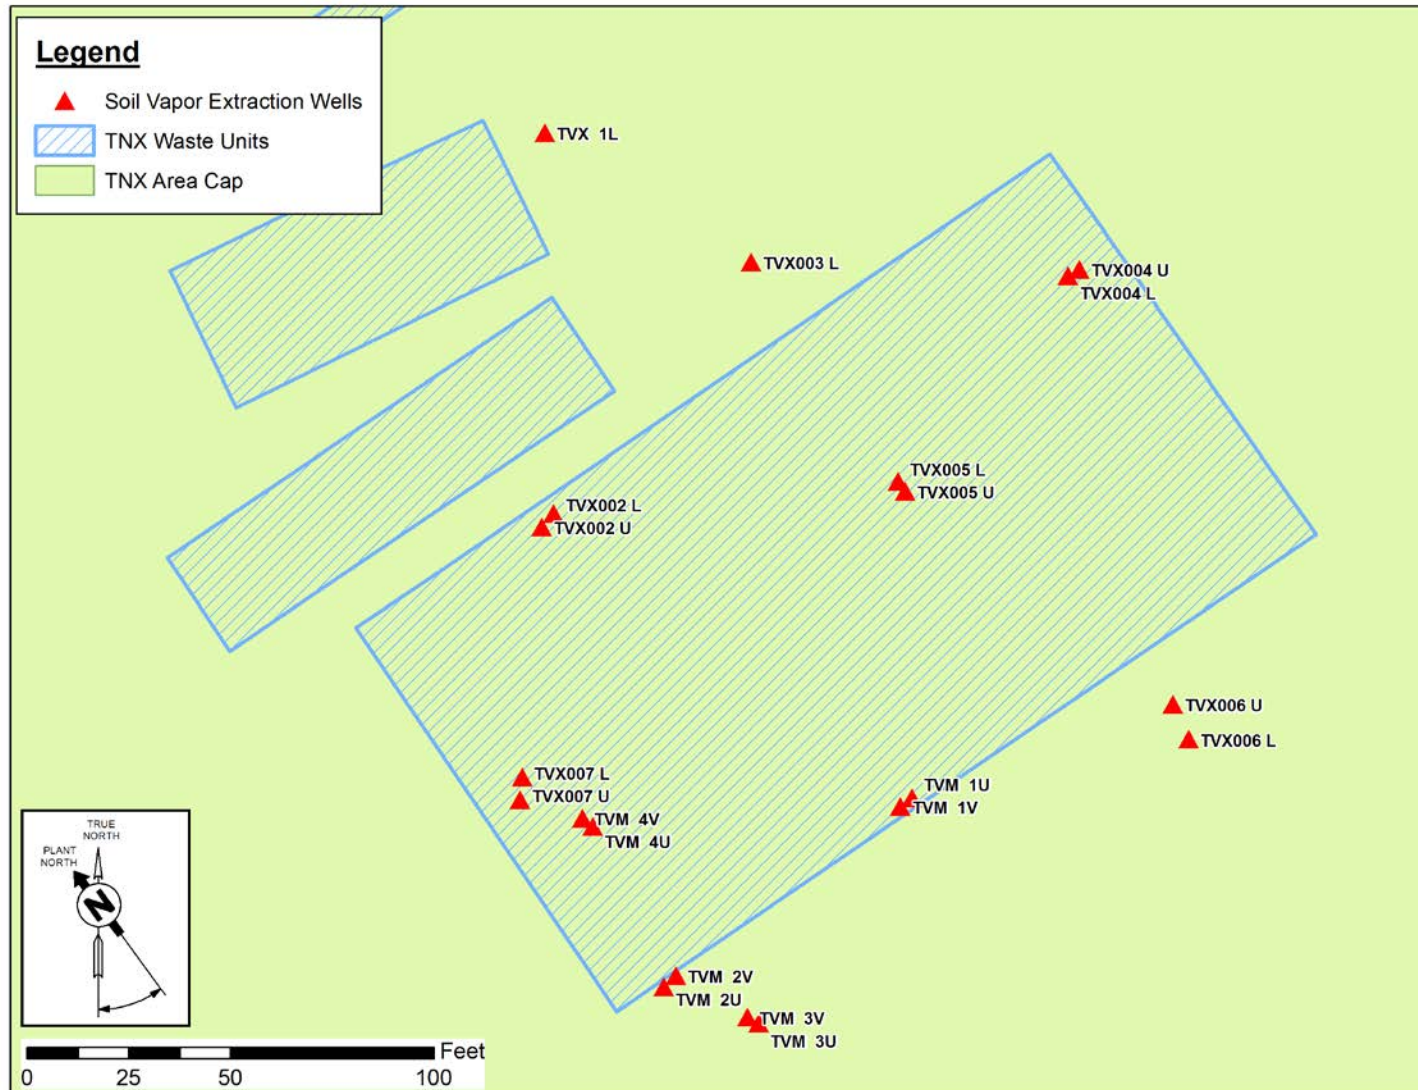 Legend
Soil Vapor Extraction Wells
TNX Waste Units
TNX Area Cap
TVX 1L
TVX003 L
TVX004 U
TVX004 L
TVX005 L
TVX005 U
TVX002 L
TVX002 U
TVX006 U
TVX006 L
TVX007 L
TVX007 U
TVM 1U
TVM 1V
TVM 4V
TVM 4U
TVM 2V
TVM 2U
TVM 3V
TVM 3U
TRUE
NORTH
PLANT
NORTH
N
Feet
0 25 50 100